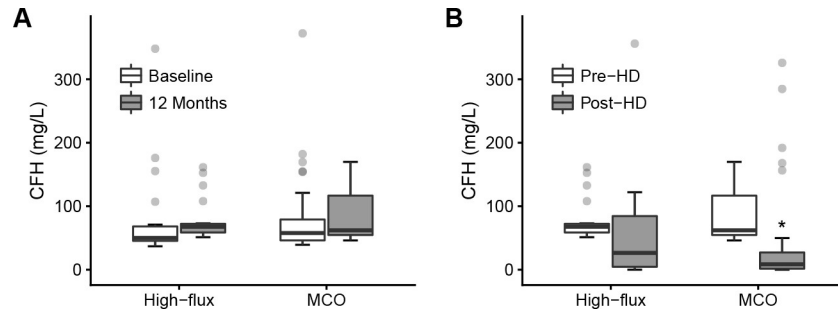 A
CFH (mg/L)
300
200
100
0
Baseline
12 Months
High−flux
MCO
B
CFH (mg/L)
300
200
100
0
Pre−HD
Post−HD
*
High−flux
MCO